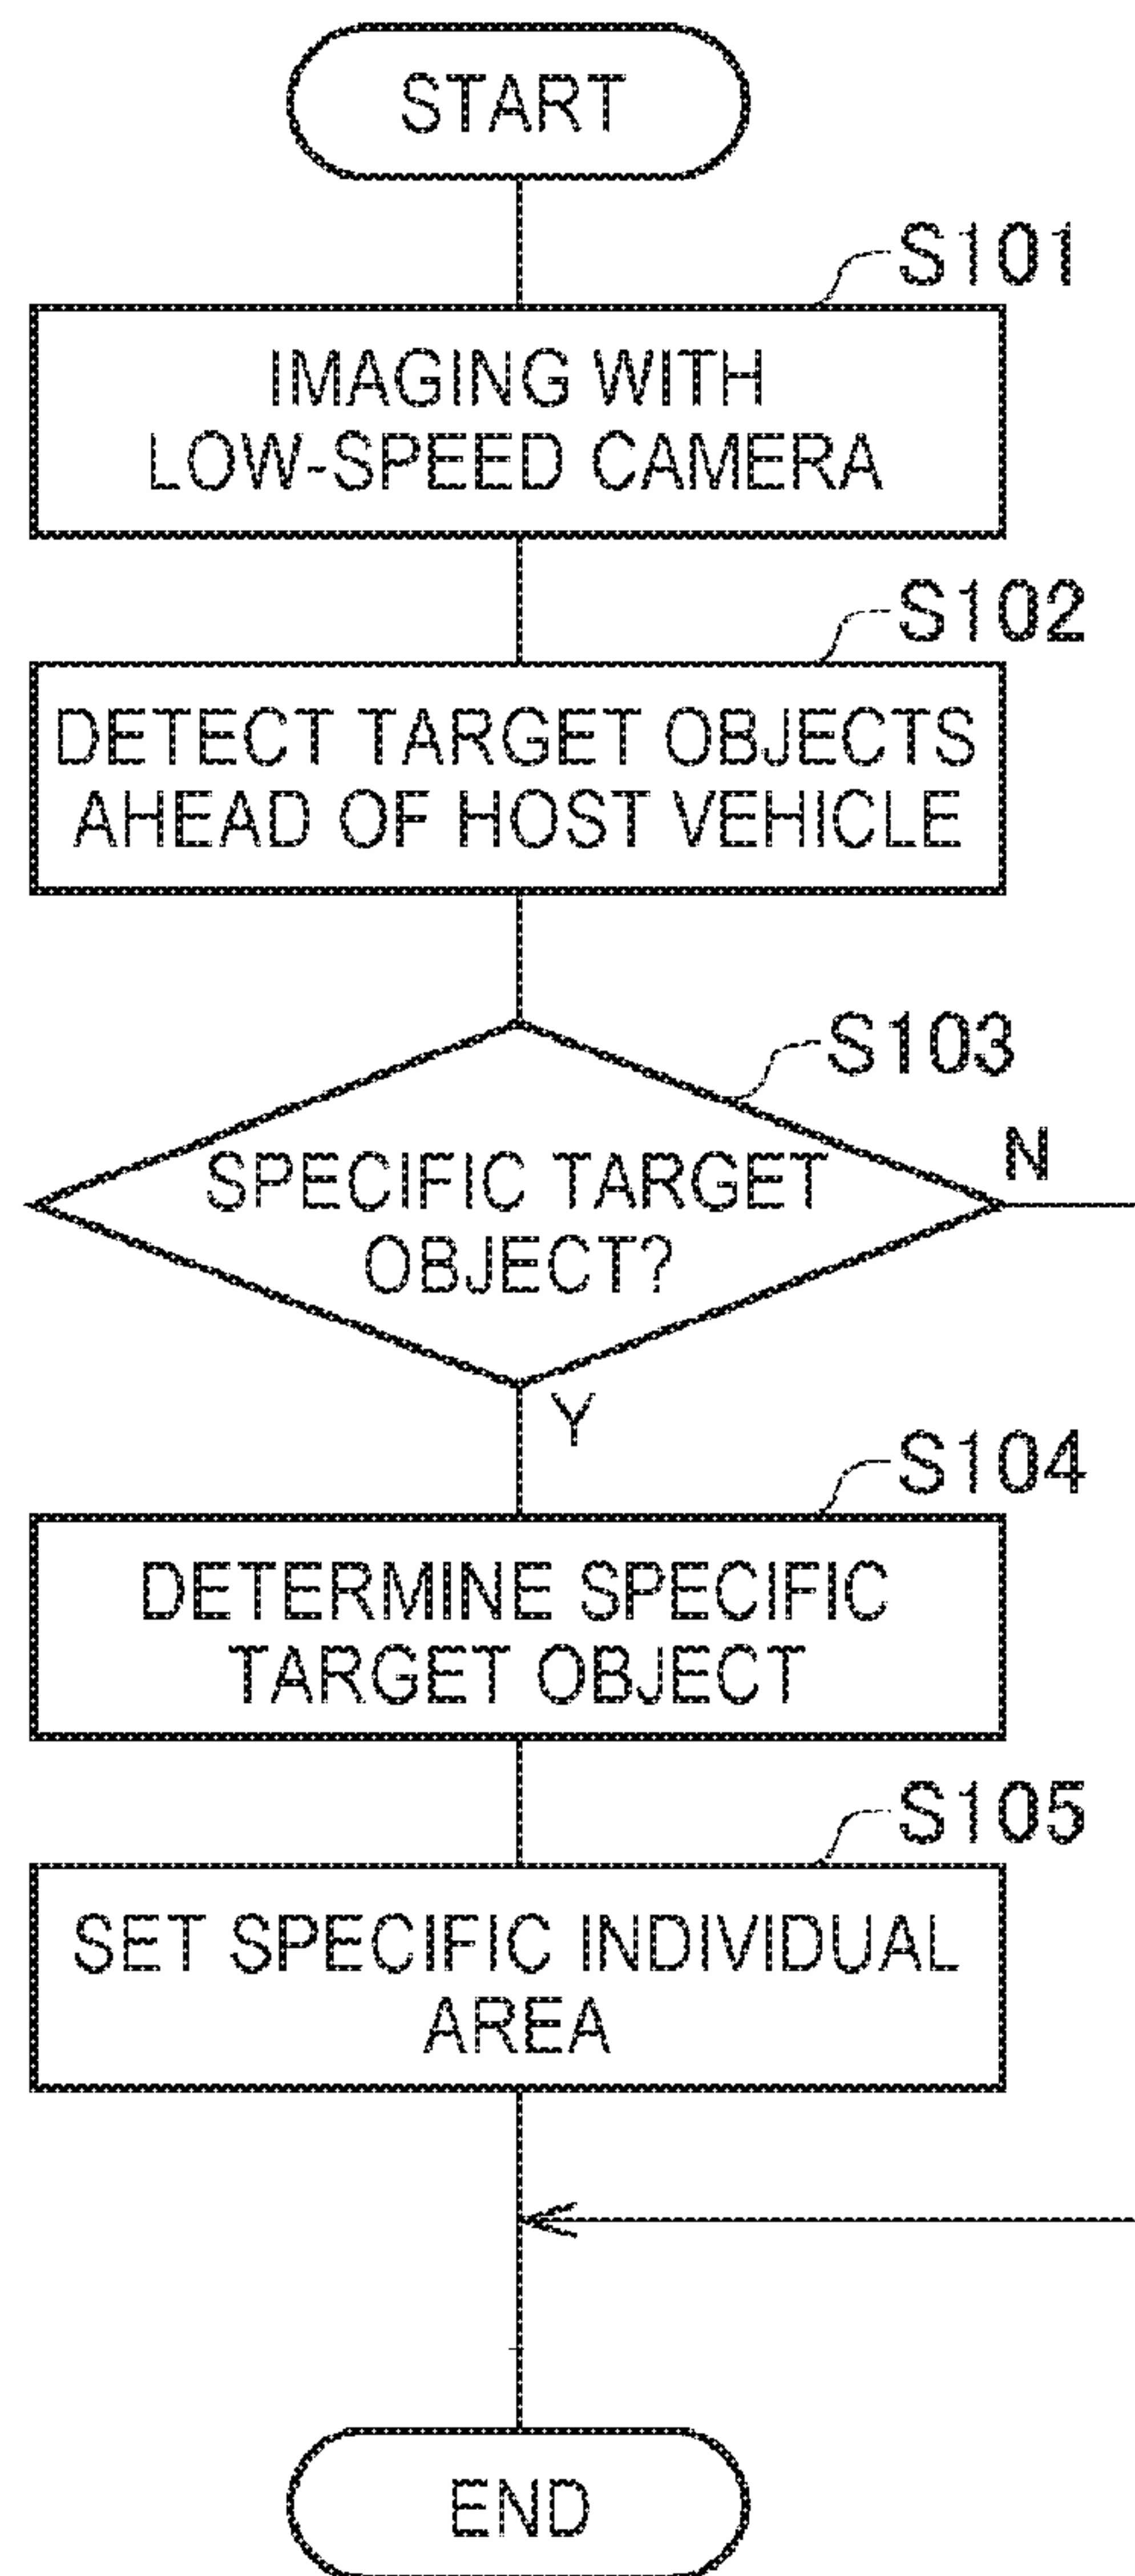 START
S101
IMAGING WITH
LOW-SPEED CAMERA
S102
DETECT TARGET OBJECTS
AHEAD OF HOST VEHICLE
S103
SPECIFIC TARGET
OBJECT?
N
Y
S104
DETERMINE SPECIFIC
TARGET OBJECT
S105
SET SPECIFIC INDIVIDUAL
AREA
END